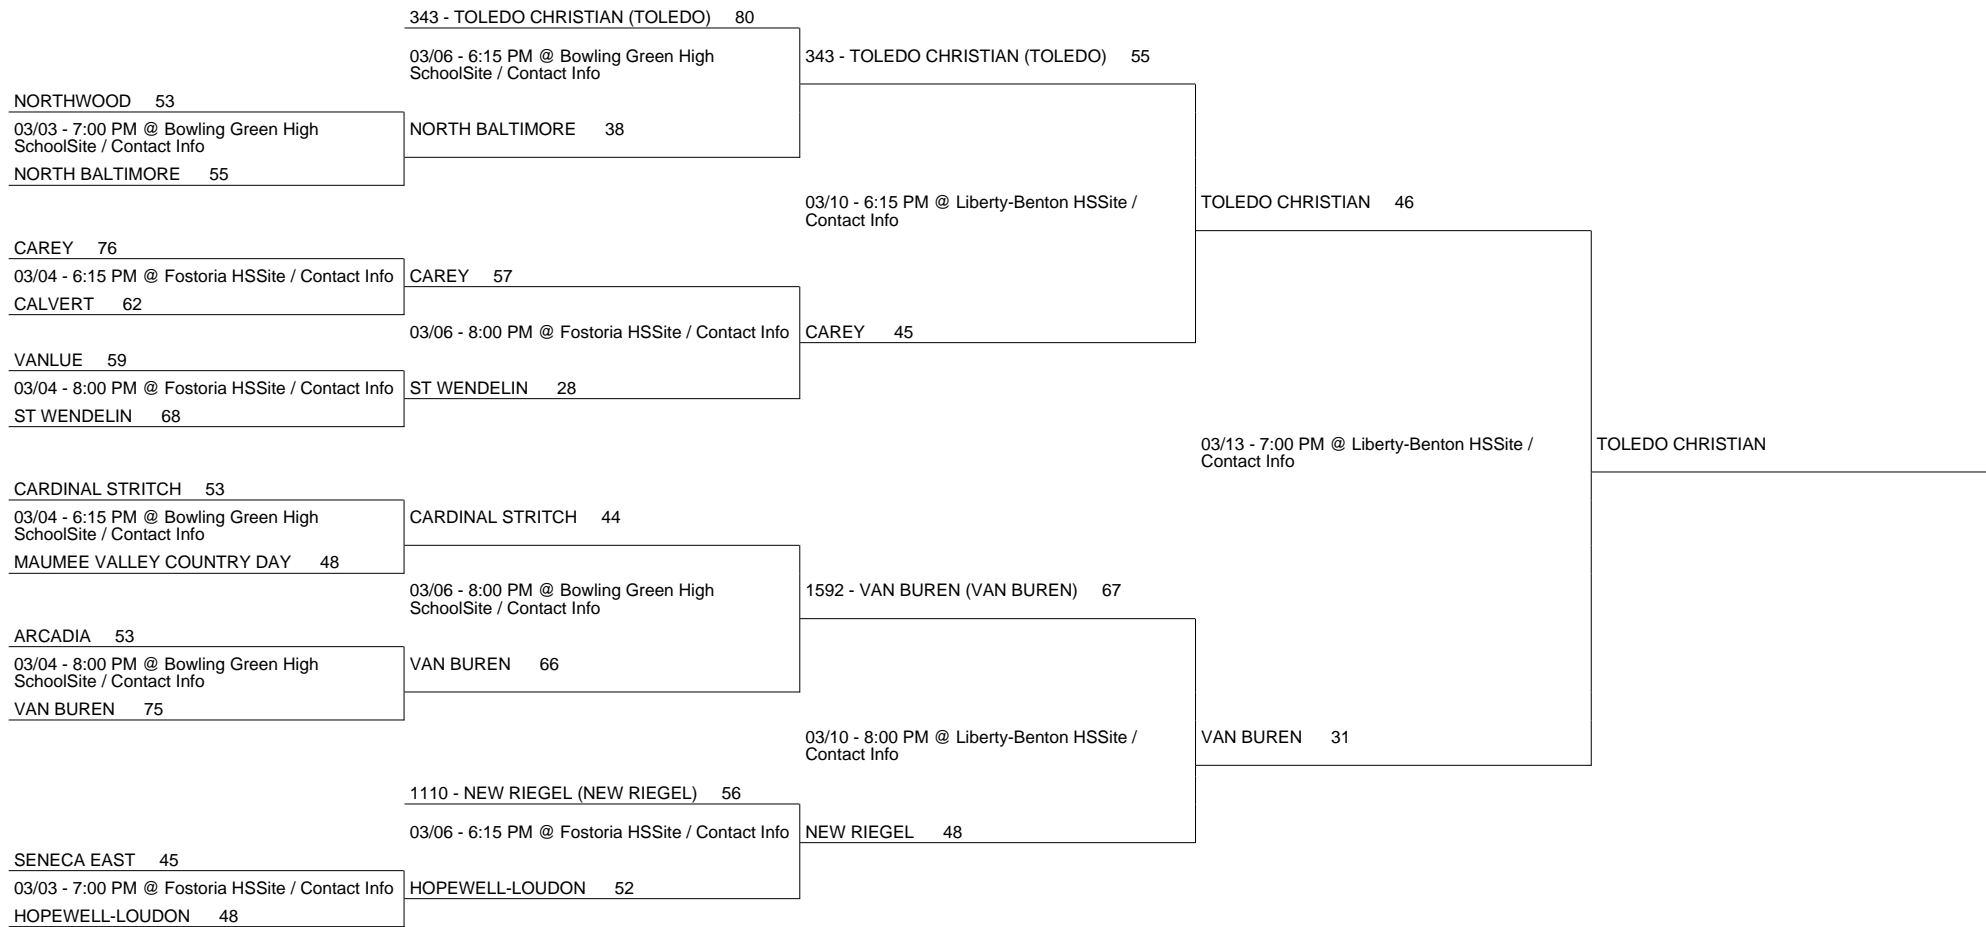 343 - TOLEDO CHRISTIAN (TOLEDO) 80
03/06 - 6:15 PM @ Bowling Green High
SchoolSite / Contact Info
343 - TOLEDO CHRISTIAN (TOLEDO) 55
NORTHWOOD 53
03/03 - 7:00 PM @ Bowling Green High
SchoolSite / Contact Info
NORTH BALTIMORE 38
NORTH BALTIMORE 55
03/10 - 6:15 PM @ Liberty-Benton HSSite /
Contact Info
TOLEDO CHRISTIAN 46
CAREY 76
03/04 - 6:15 PM @ Fostoria HSSite / Contact Info
CAREY 57
CALVERT 62
03/06 - 8:00 PM @ Fostoria HSSite / Contact Info
CAREY 45
VANLUE 59
03/04 - 8:00 PM @ Fostoria HSSite / Contact Info
ST WENDELIN 28
ST WENDELIN 68
03/13 - 7:00 PM @ Liberty-Benton HSSite /
Contact Info
TOLEDO CHRISTIAN
CARDINAL STRITCH 53
03/04 - 6:15 PM @ Bowling Green High
SchoolSite / Contact Info
CARDINAL STRITCH 44
MAUMEE VALLEY COUNTRY DAY 48
03/06 - 8:00 PM @ Bowling Green High
SchoolSite / Contact Info
1592 - VAN BUREN (VAN BUREN) 67
ARCADIA 53
03/04 - 8:00 PM @ Bowling Green High
SchoolSite / Contact Info
VAN BUREN 66
VAN BUREN 75
03/10 - 8:00 PM @ Liberty-Benton HSSite /
Contact Info
VAN BUREN 31
1110 - NEW RIEGEL (NEW RIEGEL) 56
03/06 - 6:15 PM @ Fostoria HSSite / Contact Info
NEW RIEGEL 48
SENECA EAST 45
03/03 - 7:00 PM @ Fostoria HSSite / Contact Info
HOPEWELL-LOUDON 52
HOPEWELL-LOUDON 48